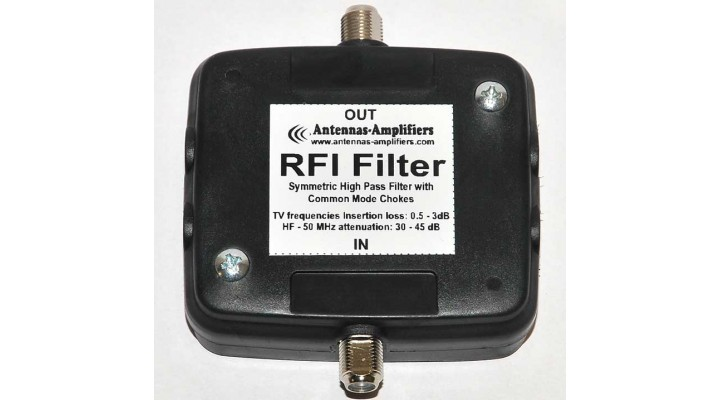 OUT
Antennas-Amplifiers
www.antennas-amplifiers.com
RFI Filter
Symmetric High Pass Filter with
Common Mode Chokes
TV frequencies Insertion loss: 0.5 - 3dB
HF - 50 MHz attenuation: 30 - 45 dB
IN